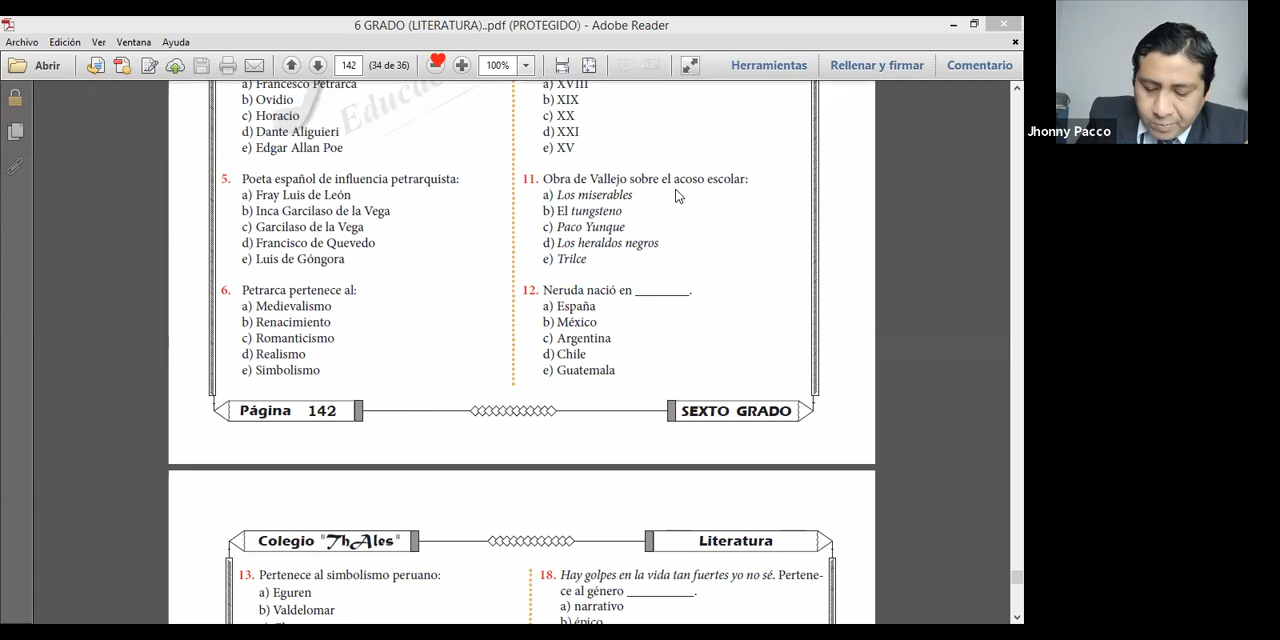 6 GRADO (LITERATURA)..pdf (PROTEGIDO) - Adobe Reader
Archivo Edición Ver Ventana Ayuda
Abrir 142 (34 de 36) 100% Herramientas Rellenar y firmar Comentario
a) Francesco Petrarca
b) Ovidio
c) Horacio
d) Dante Aliguieri
e) Edgar Allan Poe
5. Poeta español de influencia petrarquista:
a) Fray Luis de León
b) Inca Garcilaso de la Vega
c) Garcilaso de la Vega
d) Francisco de Quevedo
e) Luis de Góngora
6. Petrarca pertenece al:
a) Medievalismo
b) Renacimiento
c) Romanticismo
d) Realismo
e) Simbolismo
a) XVIII
b) XIX
c) XX
d) XXI
e) XV
11. Obra de Vallejo sobre el acoso escolar:
a) Los miserables
b) El tungsteno
c) Paco Yunque
d) Los heraldos negros
e) Trilce
12. Neruda nació en ________.
a) España
b) México
c) Argentina
d) Chile
e) Guatemala
Educac
Página 142
SEXTO GRADO
Colegio "ThAles"
Literatura
13. Pertenece al simbolismo peruano:
a) Eguren
b) Valdelomar
18. Hay golpes en la vida tan fuertes yo no sé. Pertene-
ce al género __________.
a) narrativo
b) épico
Jhonny Pacco